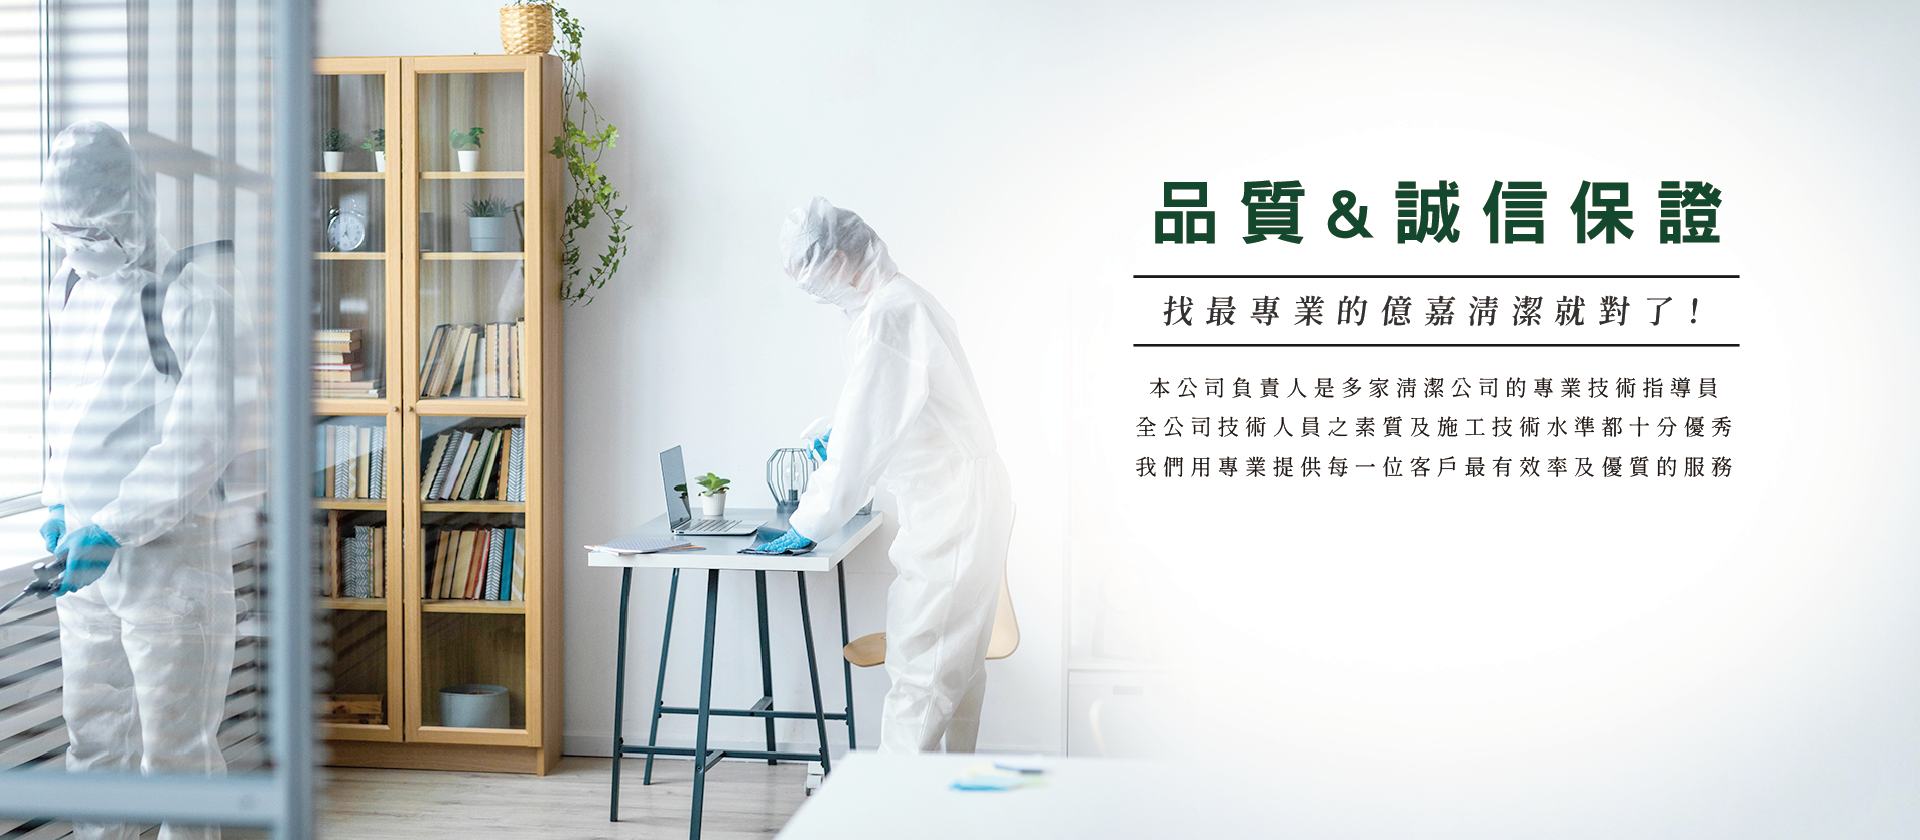 品質&誠信保證
找最專業的億嘉清潔就對了!
本公司負責人是多家清潔公司的專業技術指導員
全公司技術人員之素質及施工技術水準都十分優秀
我們用專業提供每一位客戶最有效率及優質的服務